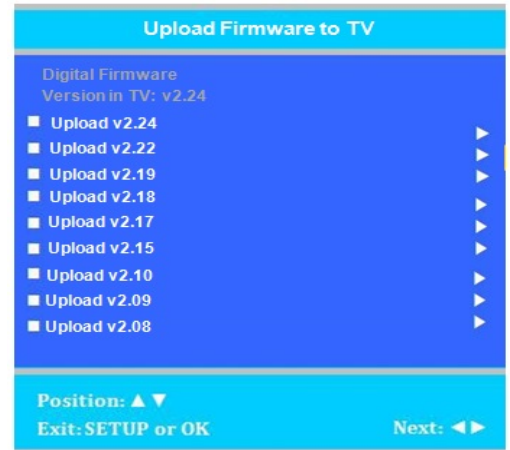 Upload Firmware to TV
Digital Firmware
Version in TV: v2.24
Upload v2.24
Upload v2.22
Upload v2.19
Upload v2.18
Upload v2.17
Upload v2.15
Upload v2.10
Upload v2.09
Upload v2.08
Position: ▲ ▼
Exit: SETUP or OK
Next: ◀ ▶